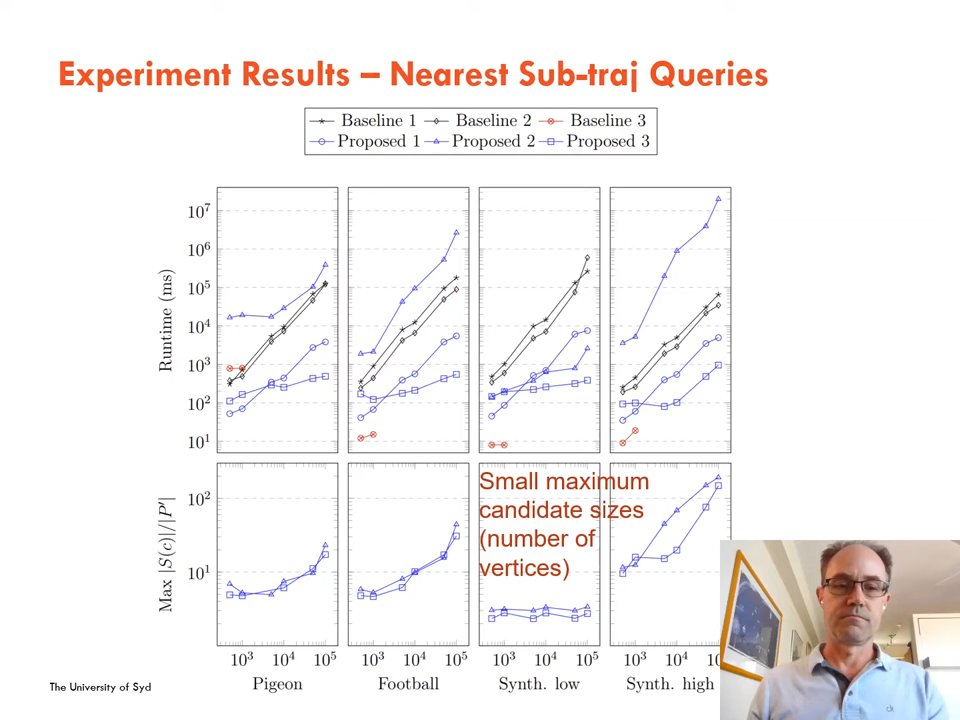 Experiment Results – Nearest Sub-traj Queries
Baseline 1 Baseline 2 Baseline 3
Proposed 1 Proposed 2 Proposed 3
Runtime (ms)
10⁷
10⁶
10⁵
10⁴
10³
10²
10¹
Max |S(c)|/|P′|
10²
10¹
Small maximum
candidate sizes
(number of
vertices)
10³ 10⁴ 10⁵ 10³ 10⁴ 10⁵ 10³ 10⁴ 10⁵ 10³ 10⁴
Pigeon Football Synth. low Synth. high
The University of Syd